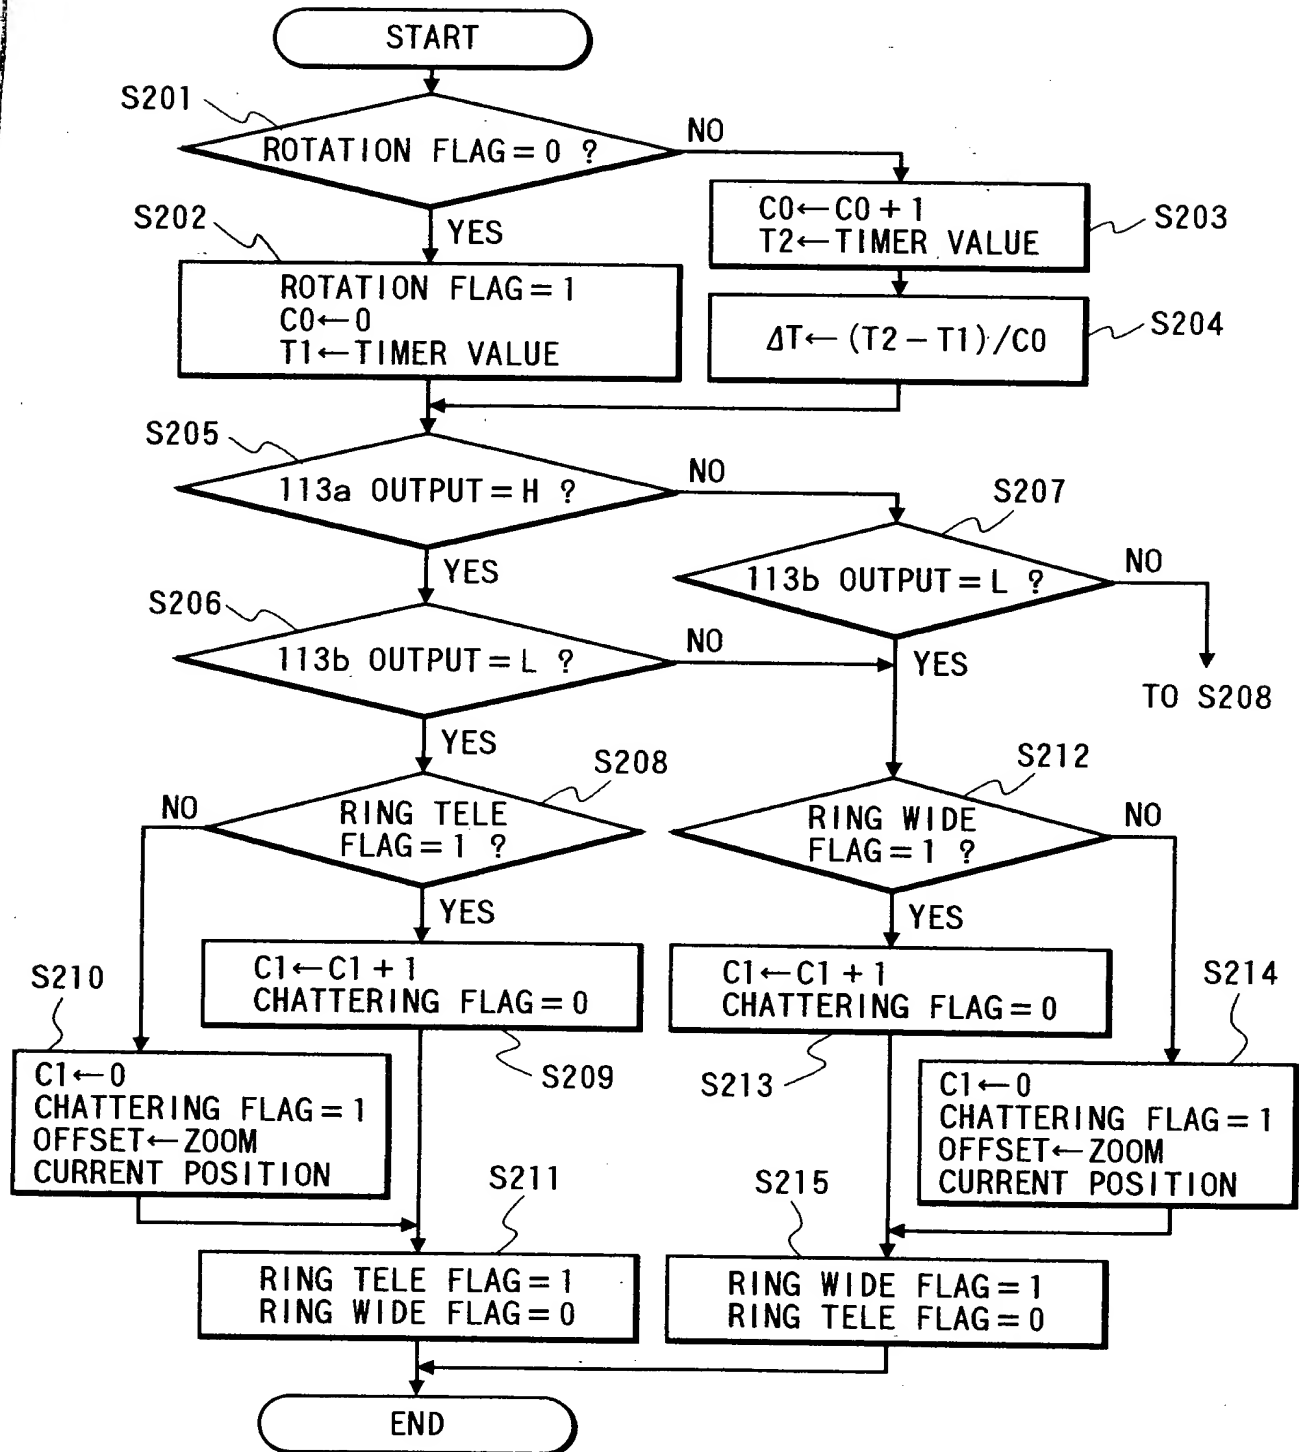 START
S201
ROTATION FLAG=0 ?
NO
S202
YES
C0←C0+1
T2←TIMER VALUE
S203
ROTATION FLAG=1
C0←0
T1←TIMER VALUE
ΔT←(T2-T1)/C0
S204
S205
113a OUTPUT=H ?
NO
S207
YES
113b OUTPUT=L ?
NO
S206
113b OUTPUT=L ?
NO
YES
TO S208
YES
S208
S212
NO
RING TELE
FLAG=1 ?
RING WIDE
FLAG=1 ?
NO
YES
YES
S210
C1←C1+1
CHATTERING FLAG=0
C1←C1+1
CHATTERING FLAG=0
S214
S209
S213
C1←0
CHATTERING FLAG=1
OFFSET←ZOOM
CURRENT POSITION
C1←0
CHATTERING FLAG=1
OFFSET←ZOOM
CURRENT POSITION
S211
S215
RING TELE FLAG=1
RING WIDE FLAG=0
RING WIDE FLAG=1
RING TELE FLAG=0
END